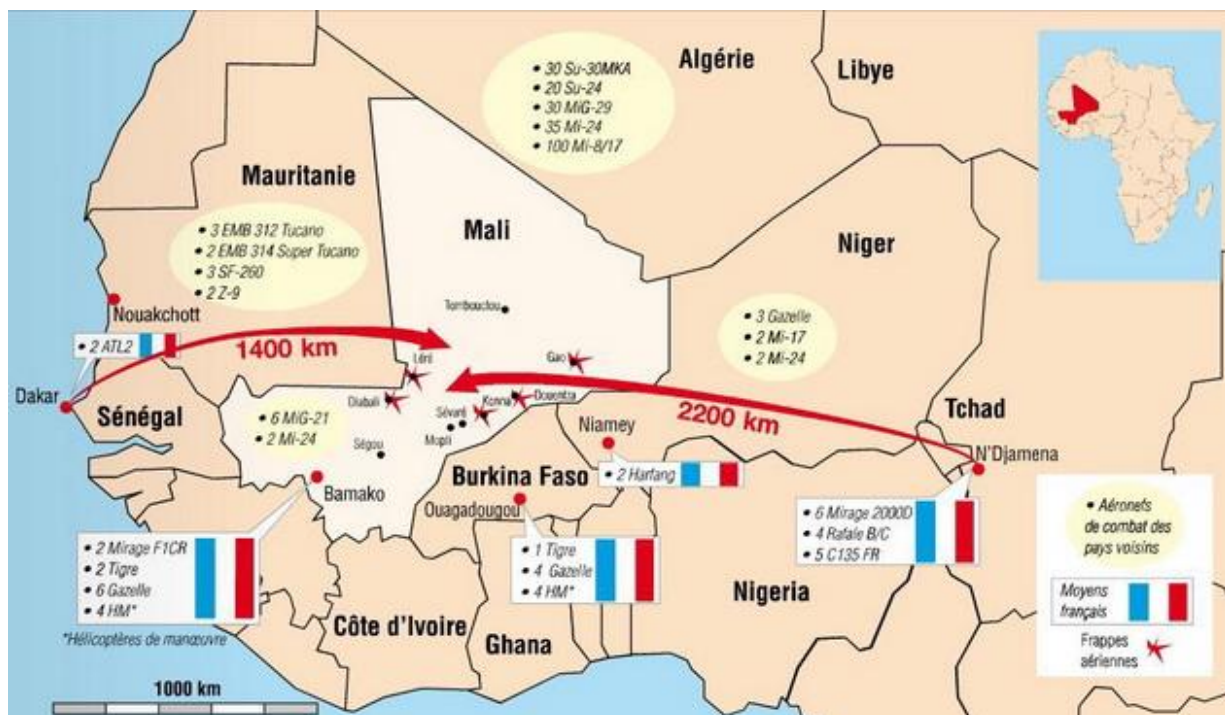 Algérie
Libye
• 30 Su-30MKA
• 20 Su-24
• 30 MiG-29
• 35 Mi-24
• 100 Mi-8/17
Mauritanie
• 3 EMB 312 Tucano
• 2 EMB 314 Super Tucano
• 3 SF-260
• 2 Z-9
Mali
Niger
Tombouctou
Nouakchott
• 3 Gazelle
• 2 Mi-17
• 2 Mi-24
• 2 ATL2
1400 km
Léré
Gao
Dakar
Sénégal
Diabali
Konna
Douentza
2200 km
Tchad
• 6 MiG-21
• 2 Mi-24
Sévaré
Mopti
Ségou
Niamey
N'Djamena
• 2 Harfang
Bamako
Burkina Faso
Ouagadougou
• 2 Mirage F1CR
• 2 Tigre
• 6 Gazelle
• 4 HM*
*Hélicoptères de manœuvre
• 1 Tigre
• 4 Gazelle
• 4 HM*
• 6 Mirage 2000D
• 4 Rafale B/C
• 5 C135 FR
Côte d'Ivoire
Ghana
Nigeria
• Aéronefs
de combat des
pays voisins
Moyens
français
Frappes
aériennes
1000 km